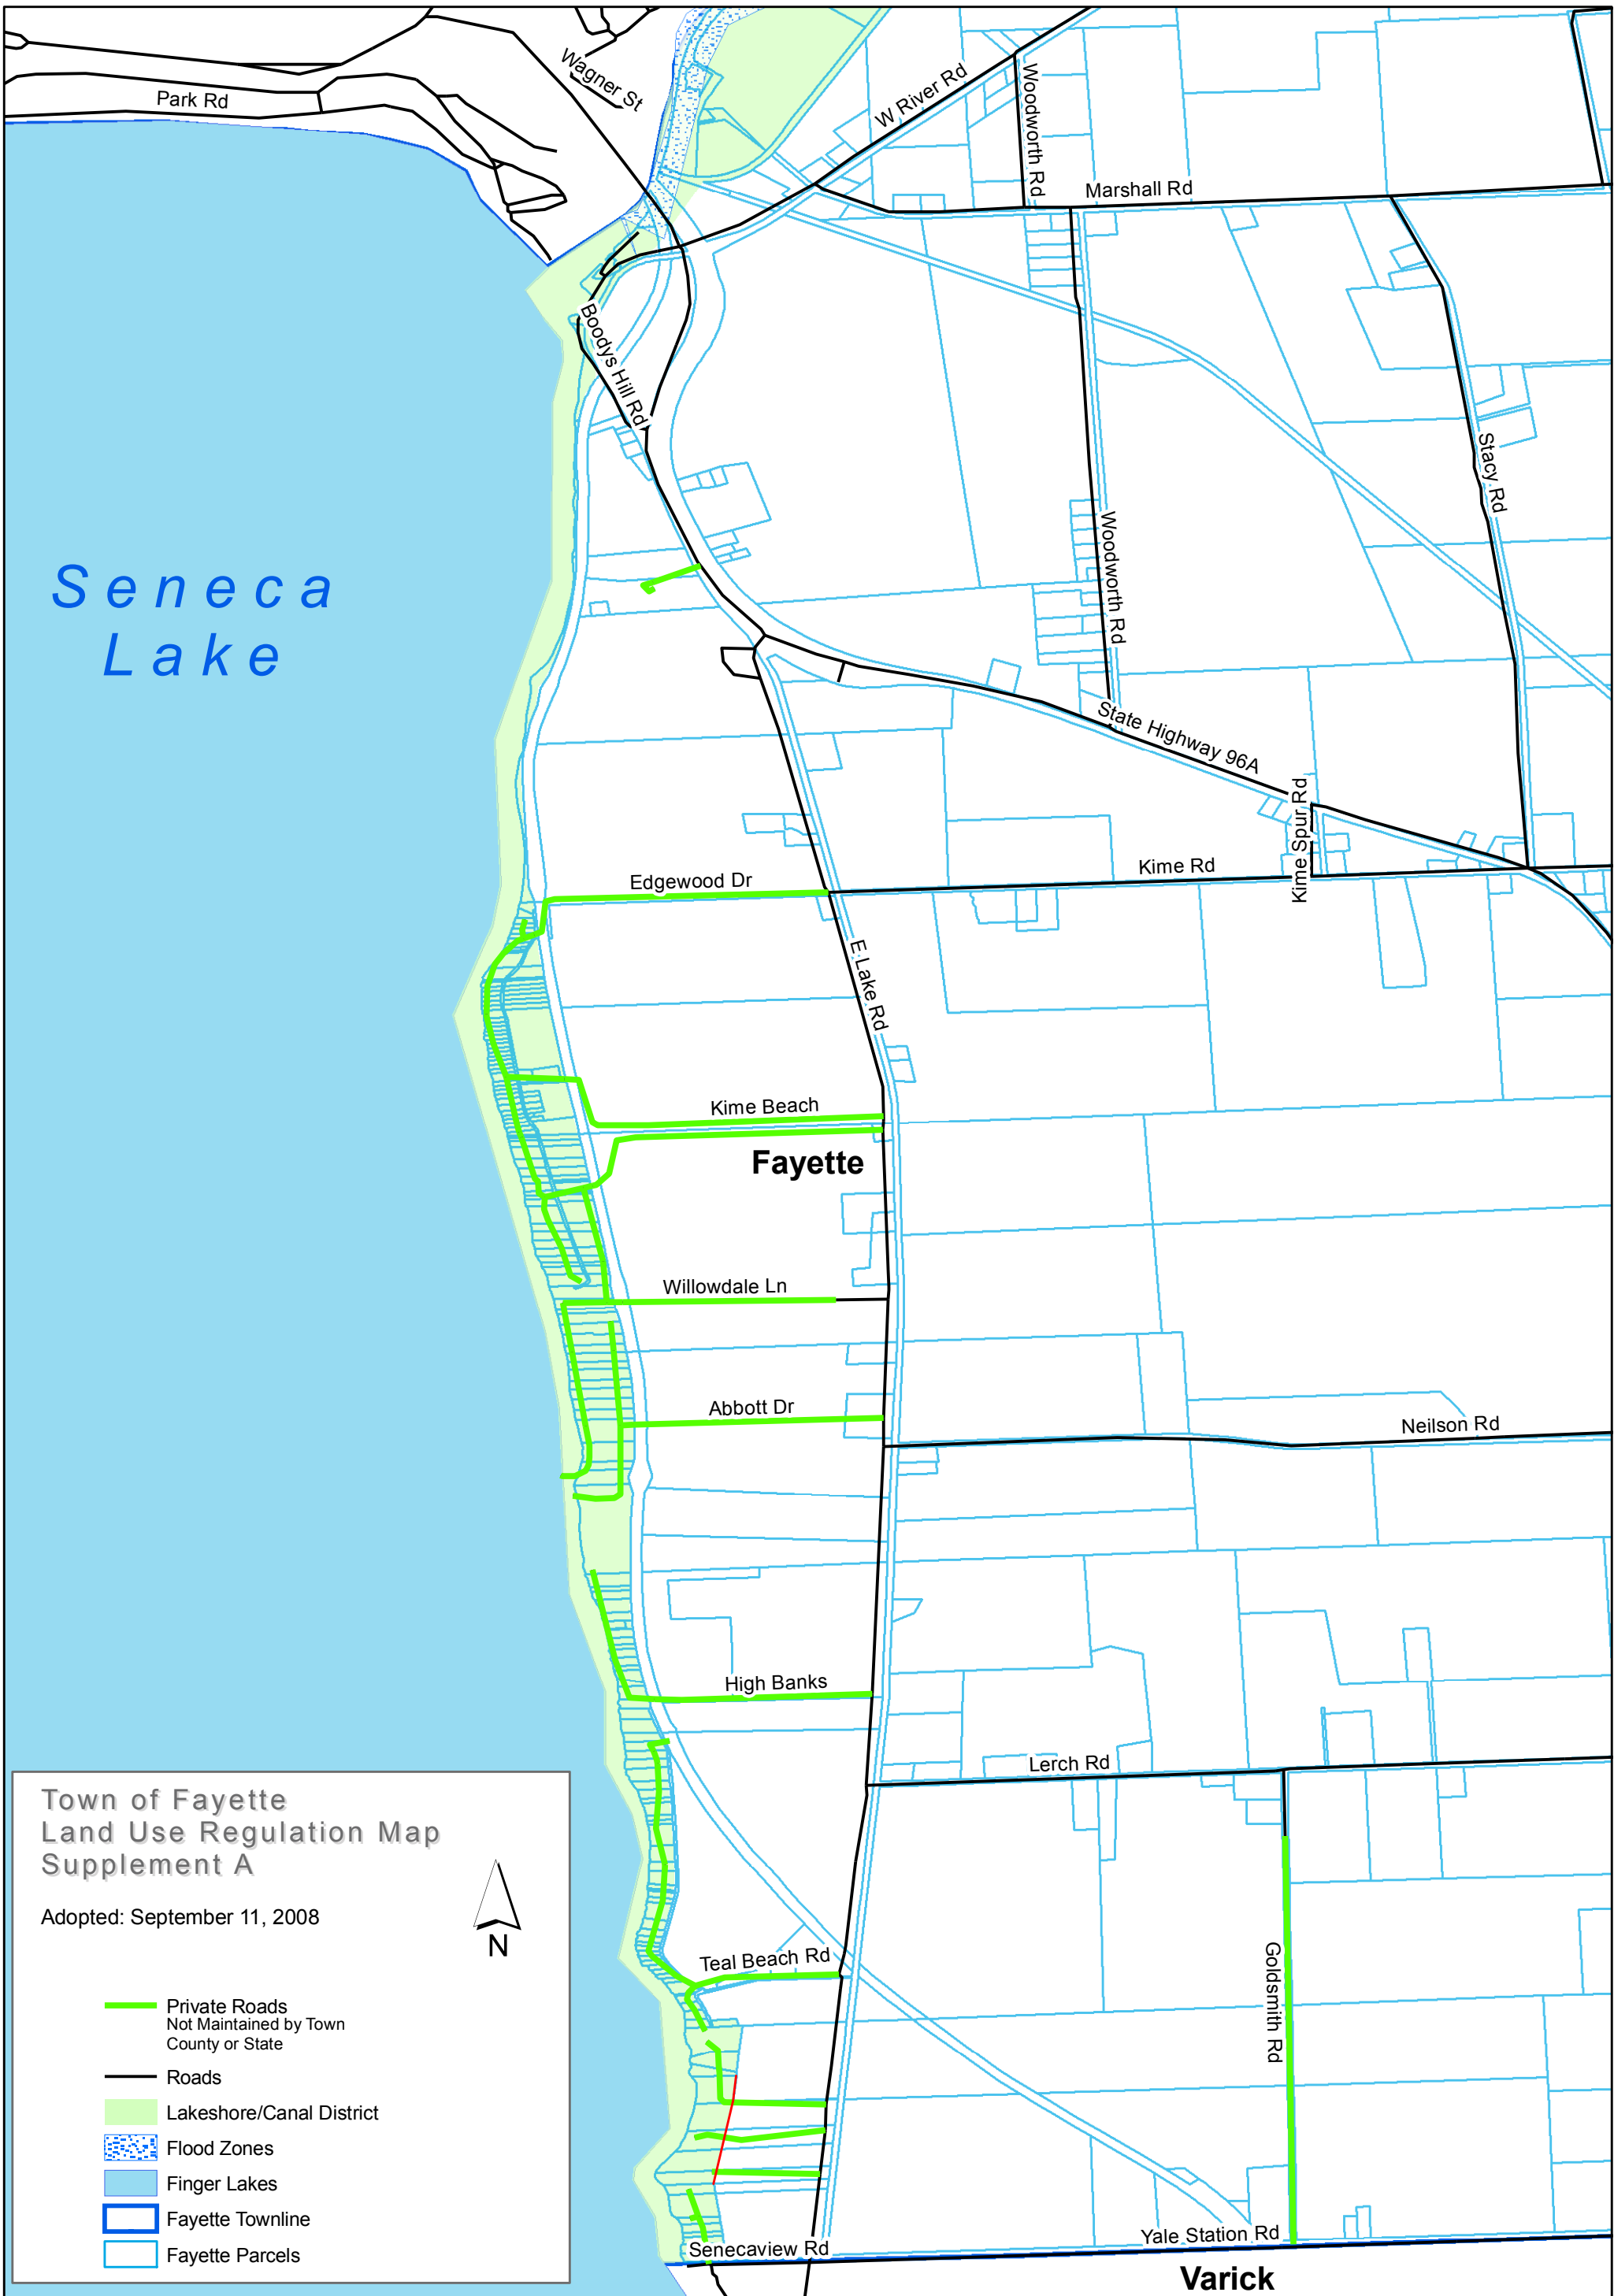 Wagner St
Park Rd
W River Rd
Woodworth Rd
Marshall Rd
Boodys Hill Rd
Stacy Rd
Seneca
Lake
Woodworth Rd
State Highway 96A
Kime Spur Rd
Kime Rd
Edgewood Dr
E Lake Rd
Kime Beach
Fayette
Willowdale Ln
Abbott Dr
Neilson Rd
High Banks
Lerch Rd
Teal Beach Rd
Goldsmith Rd
Yale Station Rd
Senecaview Rd
Varick
Town of Fayette
Land Use Regulation Map
Supplement A
Adopted: September 11, 2008
N
Private Roads
Not Maintained by Town
County or State
Roads
Lakeshore/Canal District
Flood Zones
Finger Lakes
Fayette Townline
Fayette Parcels